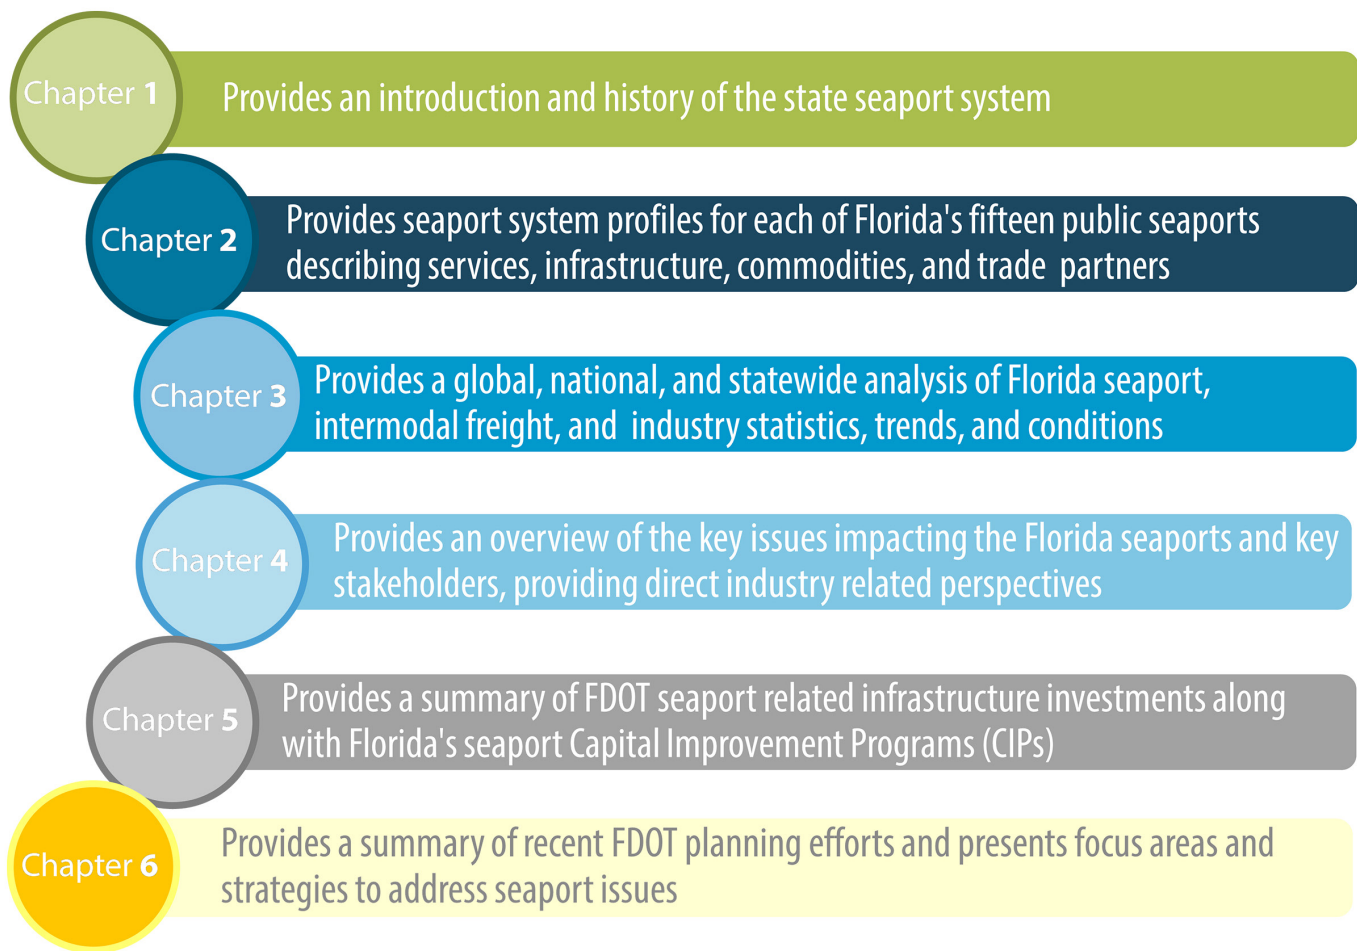 Chapter 1
Provides an introduction and history of the state seaport system
Chapter 2
Provides seaport system profiles for each of Florida's fifteen public seaports
describing services, infrastructure, commodities, and trade partners
Chapter 3
Provides a global, national, and statewide analysis of Florida seaport,
intermodal freight, and industry statistics, trends, and conditions
Chapter 4
Provides an overview of the key issues impacting the Florida seaports and key
stakeholders, providing direct industry related perspectives
Chapter 5
Provides a summary of FDOT seaport related infrastructure investments along
with Florida's seaport Capital Improvement Programs (CIPs)
Chapter 6
Provides a summary of recent FDOT planning efforts and presents focus areas and
strategies to address seaport issues